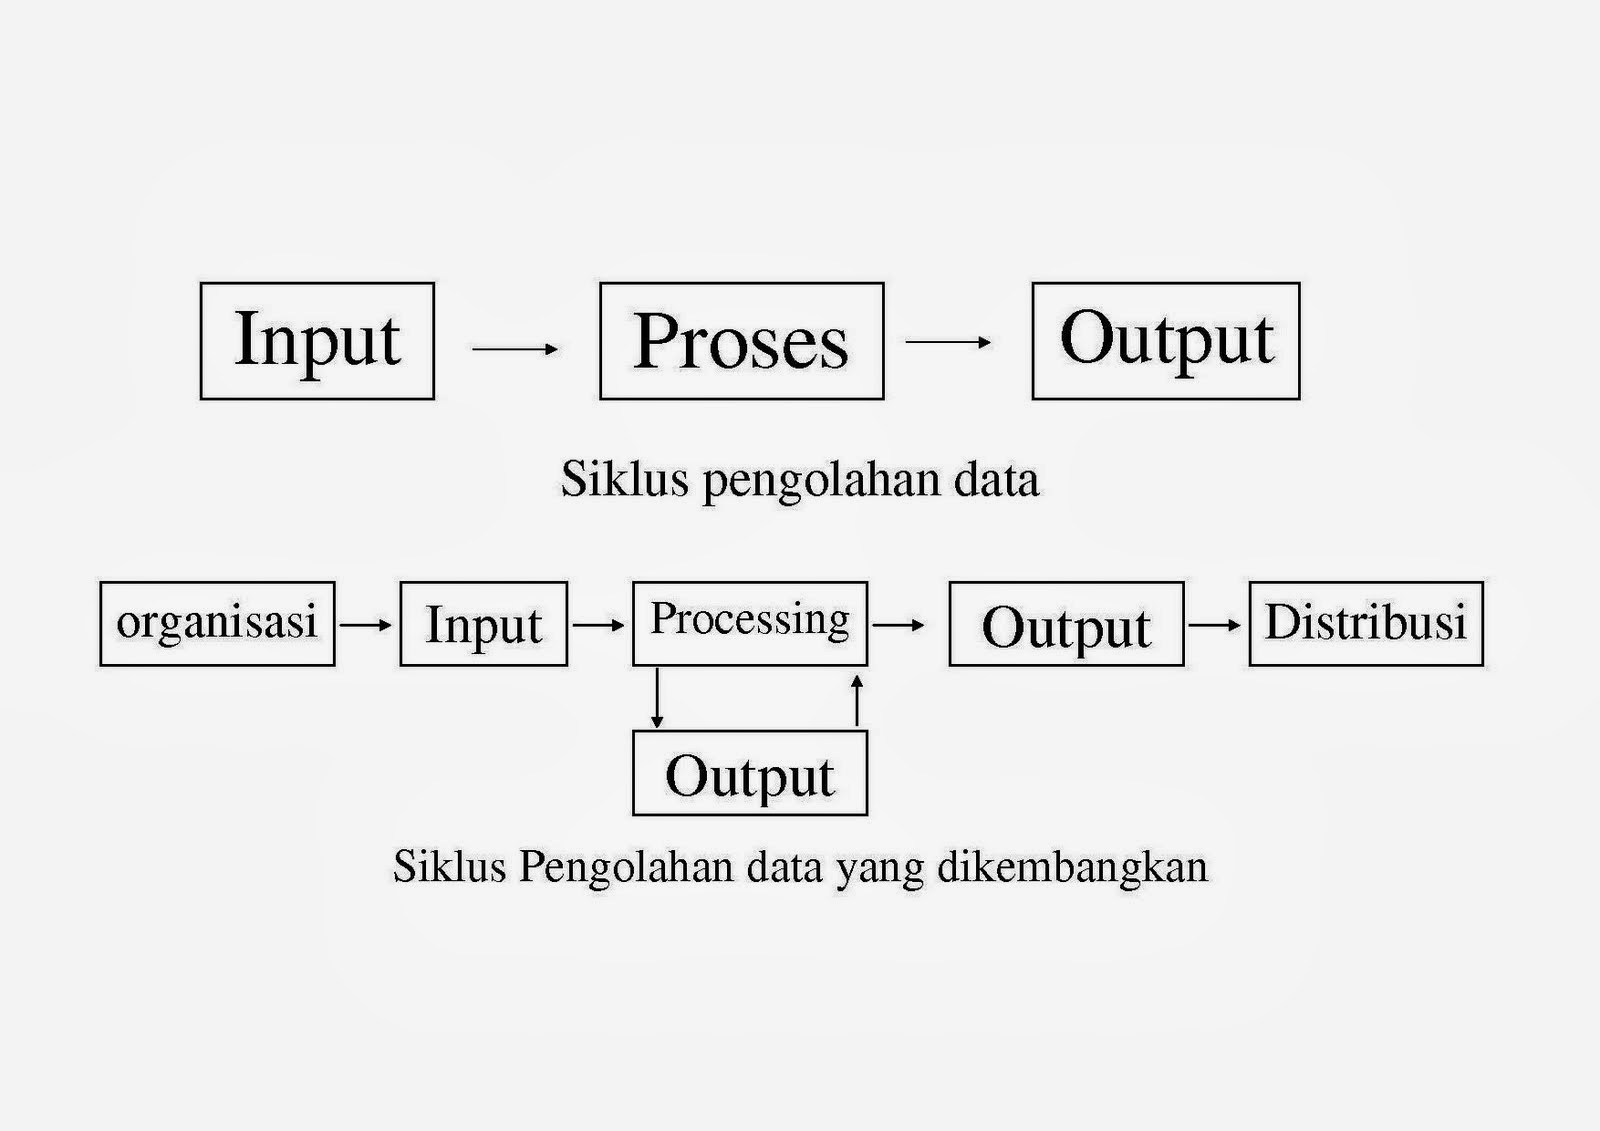 Input Proses Output
Siklus pengolahan data
organisasi Input Processing Output Distribusi
Output
Siklus Pengolahan data yang dikembangkan